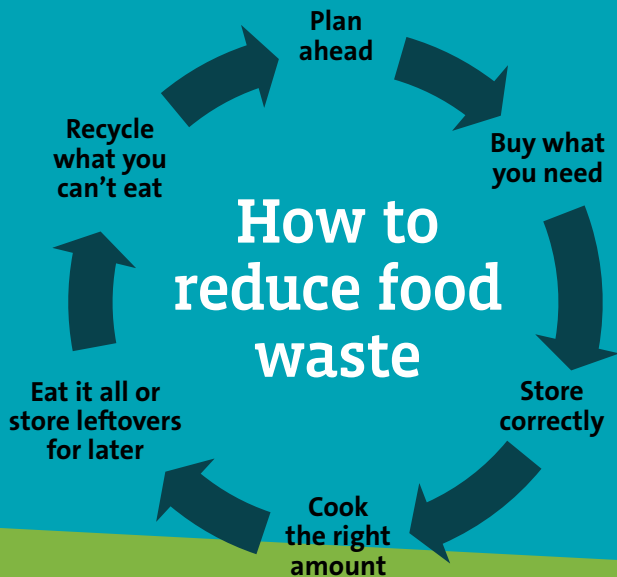 Plan
ahead
Buy what
you need
Store
correctly
Cook
the right
amount
Eat it all or
store leftovers
for later
Recycle
what you
can't eat
How to
reduce food
waste